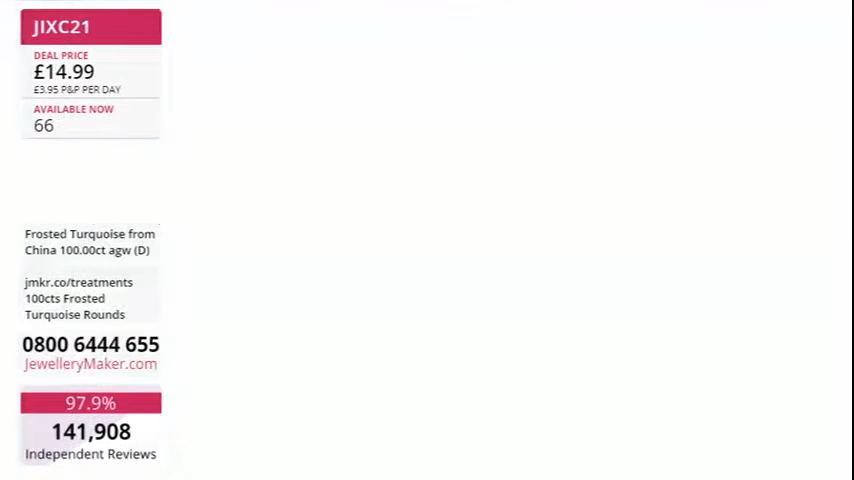 JIXC21
DEAL PRICE
£14.99
£3.95 P&P PER DAY
AVAILABLE NOW
66
Frosted Turquoise from
China 100.00ct agw (D)
jmkr.co/treatments
100cts Frosted
Turquoise Rounds
0800 6444 655
JewelleryMaker.com
97.9%
141,908
Independent Reviews